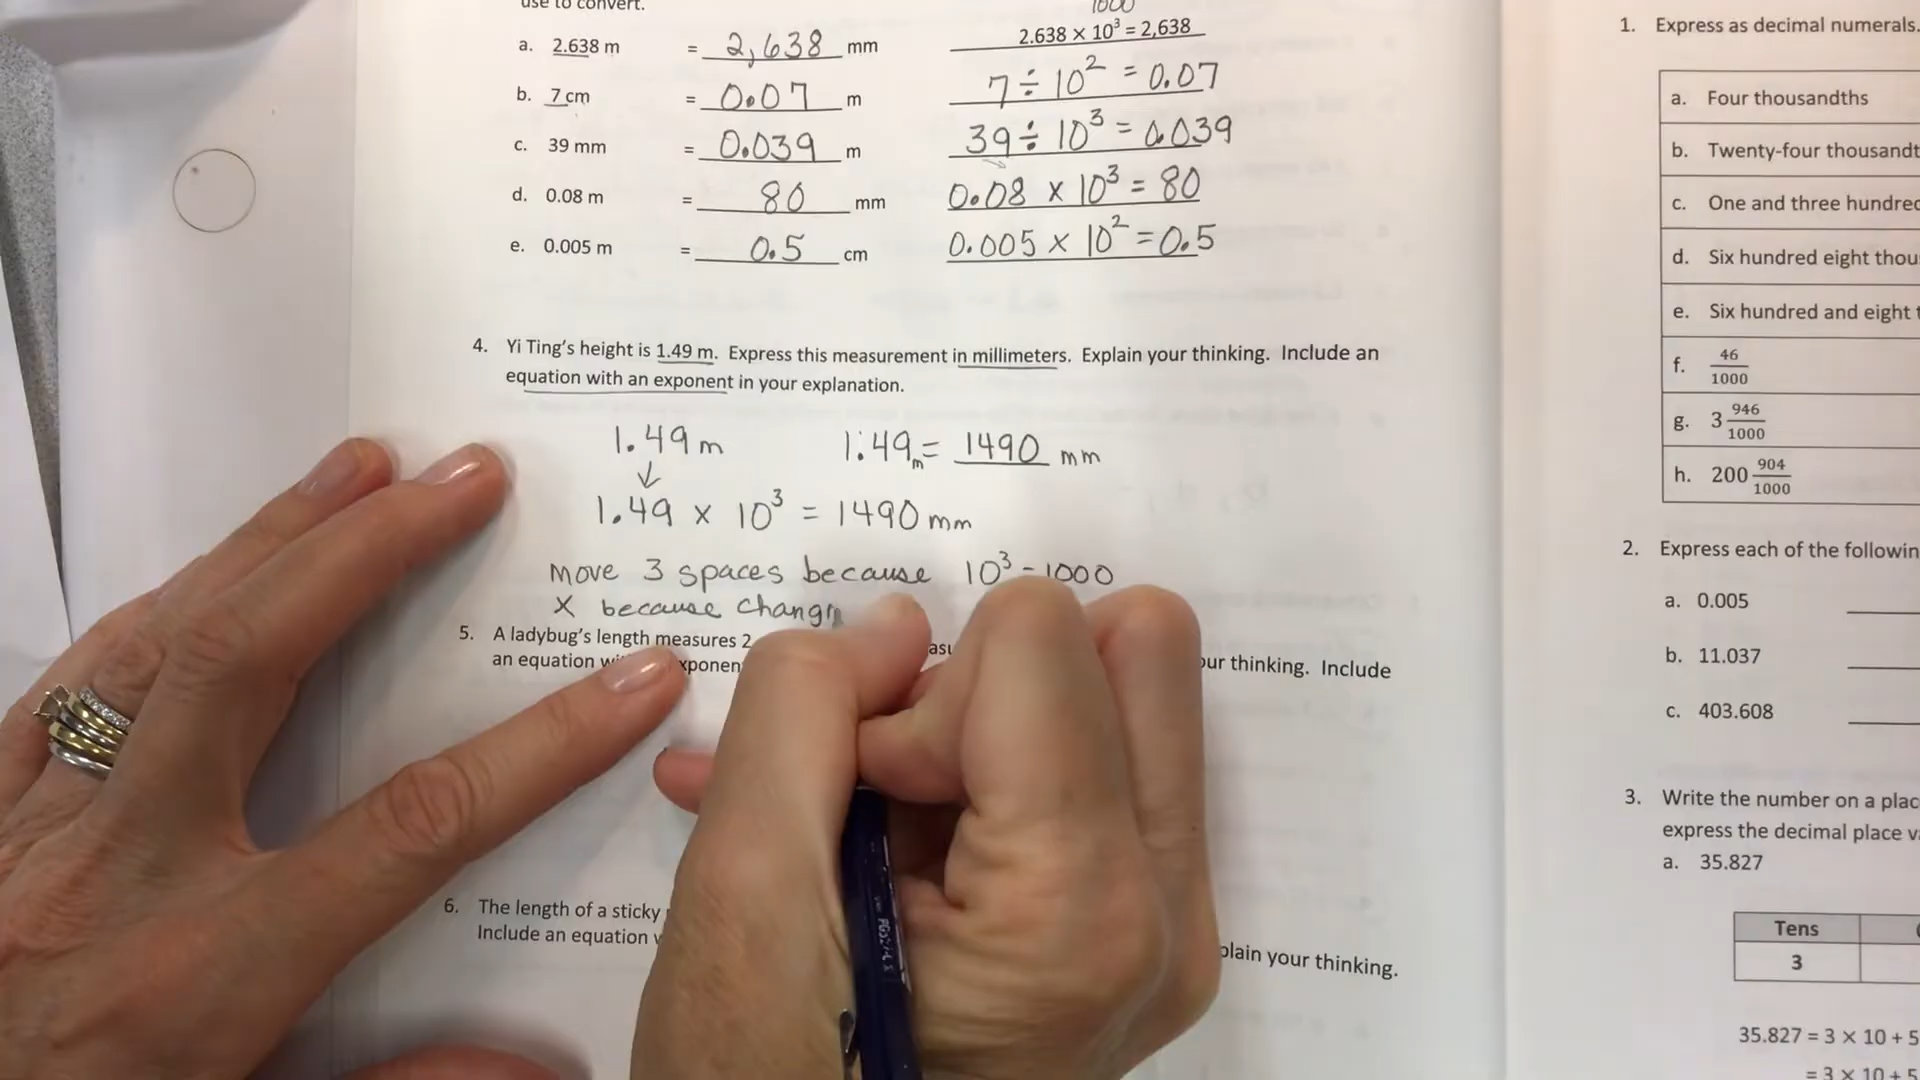 use to convert.
1000
a. 2.638 m = 2,638 mm 2.638 × 10³ = 2,638
b. 7 cm = 0.07 m 7 ÷ 10² = 0.07
c. 39 mm = 0.039 m 39 ÷ 10³ = 0.039
d. 0.08 m = 80 mm 0.08 × 10³ = 80
e. 0.005 m = 0.5 cm 0.005 × 10² = 0.5
4. Yi Ting's height is 1.49 m. Express this measurement in millimeters. Explain your thinking. Include an
equation with an exponent in your explanation.
1.49 m 1.49 m = 1490 mm
↓
1.49 × 10³ = 1490 mm
Move 3 spaces because 10³ = 1000
X because
5. A ladybug's length measures 2
an equation our thinking. Include
6. The length of a sticky
Include an equation plain your thinking.
1. Express as decimal numerals.
a. Four thousandths
b. Twenty-four thousandt
c. One and three hundred
d. Six hundred eight thou
e. Six hundred and eight t
f. 46/1000
g. 3 946/1000
h. 200 904/1000
2. Express each of the followin
a. 0.005
b. 11.037
c. 403.608
3. Write the number on a plac
express the decimal place v
a. 35.827
Tens
3
35.827 = 3 × 10 + 5
= 3 × 10 + 5